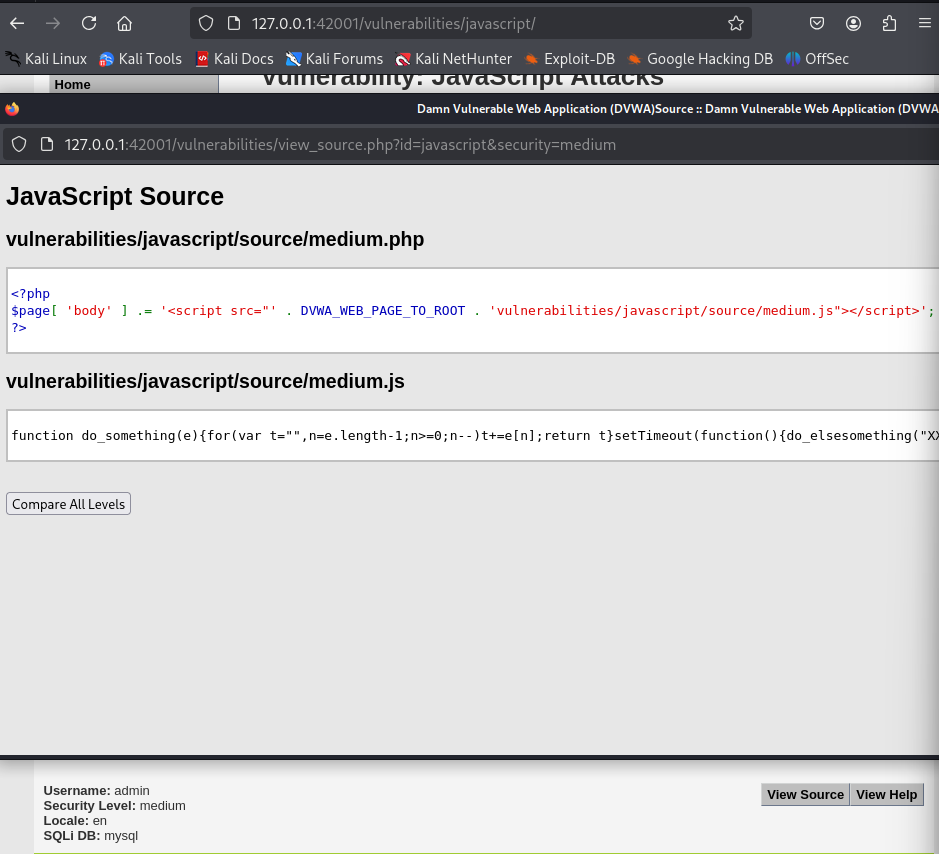 127.0.0.1:42001/vulnerabilities/javascript/
Kali Linux Kali Tools Kali Docs Kali Forums Kali NetHunter Exploit-DB Google Hacking DB OffSec
Home
Vulnerability: JavaScript Attacks
Damn Vulnerable Web Application (DVWA)Source :: Damn Vulnerable Web Application (DVWA
127.0.0.1:42001/vulnerabilities/view_source.php?id=javascript&security=medium
JavaScript Source
vulnerabilities/javascript/source/medium.php
<?php
$page[ 'body' ] .= '<script src="' . DVWA_WEB_PAGE_TO_ROOT . 'vulnerabilities/javascript/source/medium.js"></script>';
?>
vulnerabilities/javascript/source/medium.js
function do_something(e){for(var t="",n=e.length-1;n>=0;n--)t+=e[n];return t}setTimeout(function(){do_elsesomething("XX
Compare All Levels
Username: admin
Security Level: medium
Locale: en
SQLi DB: mysql
View Source View Help